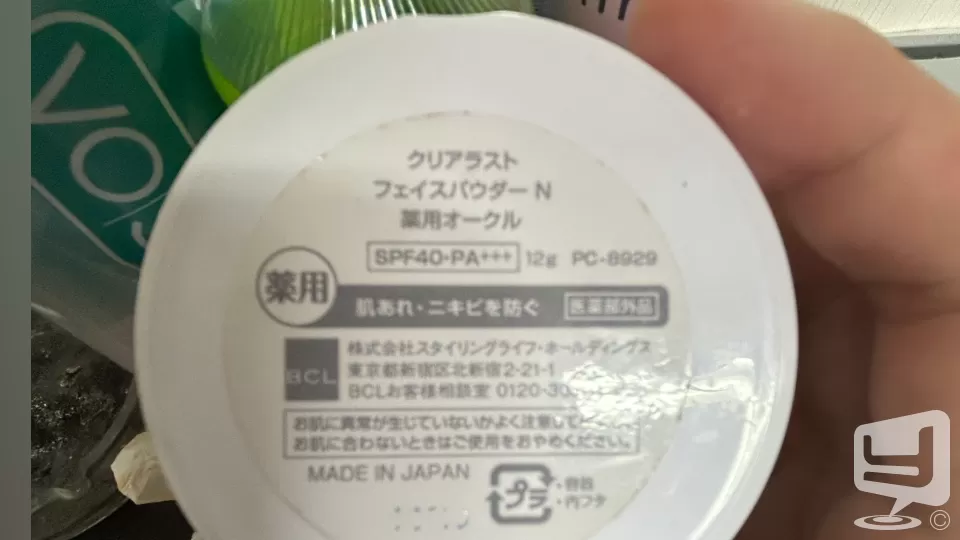 クリアラスト
フェイスパウダー N
薬用オークル
SPF40・PA+++ 12g PC-8929
薬用
肌あれ・ニキビを防ぐ 医薬部外品
BCL
株式会社スタイリングライフ・ホールディングス
東京都新宿区北新宿2-21-1
BCLお客様相談室 0120-30
お肌に異常が生じていないかよく注意して
お肌に合わないときはご使用をおやめください。
MADE IN JAPAN
プラ
・容器
・内フタ